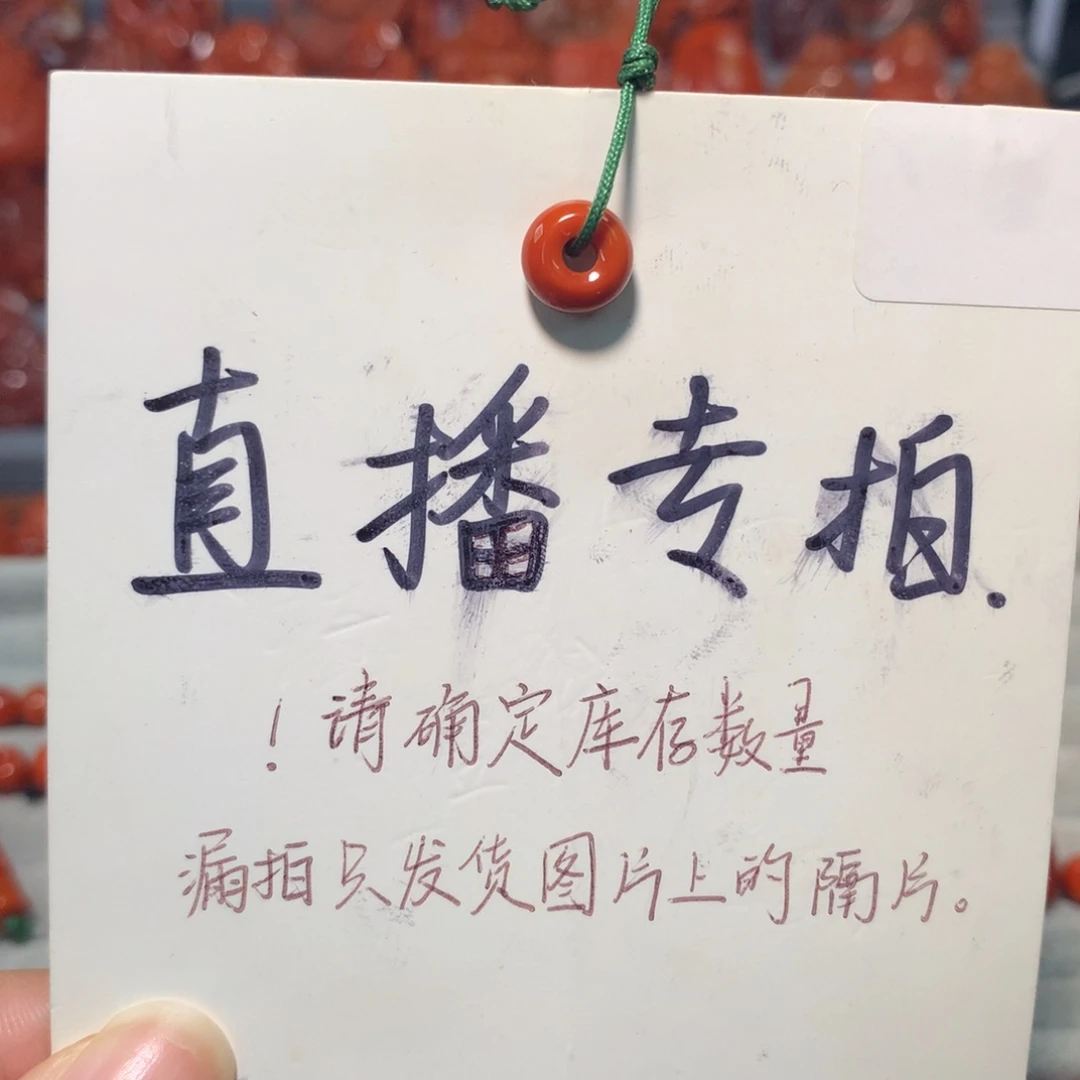 直播专拍.
！请确定库存数量
漏拍只发货图片上的隔片。